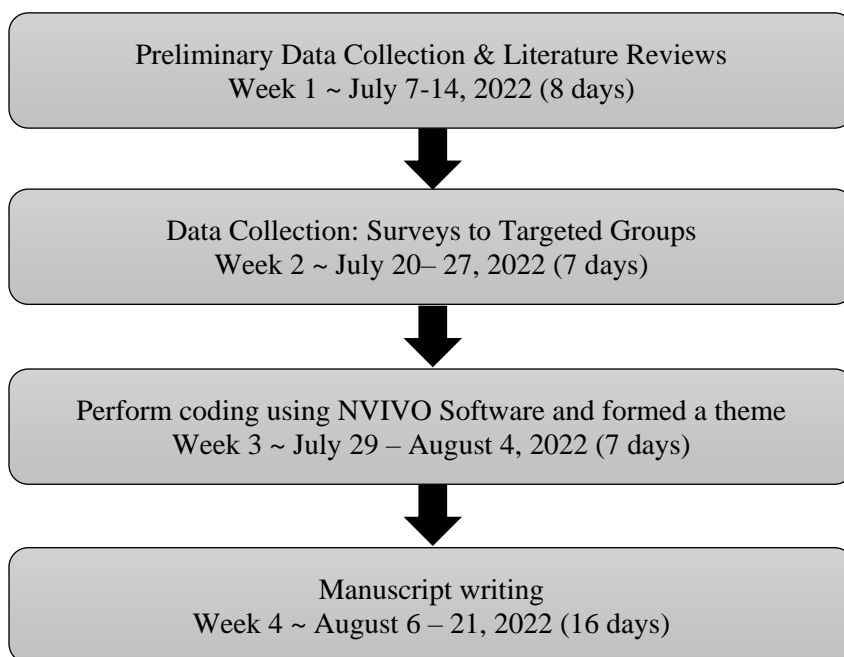 Preliminary Data Collection & Literature Reviews
Week 1 ~ July 7-14, 2022 (8 days)
Data Collection: Surveys to Targeted Groups
Week 2 ~ July 20– 27, 2022 (7 days)
Perform coding using NVIVO Software and formed a theme
Week 3 ~ July 29 – August 4, 2022 (7 days)
Manuscript writing
Week 4 ~ August 6 – 21, 2022 (16 days)